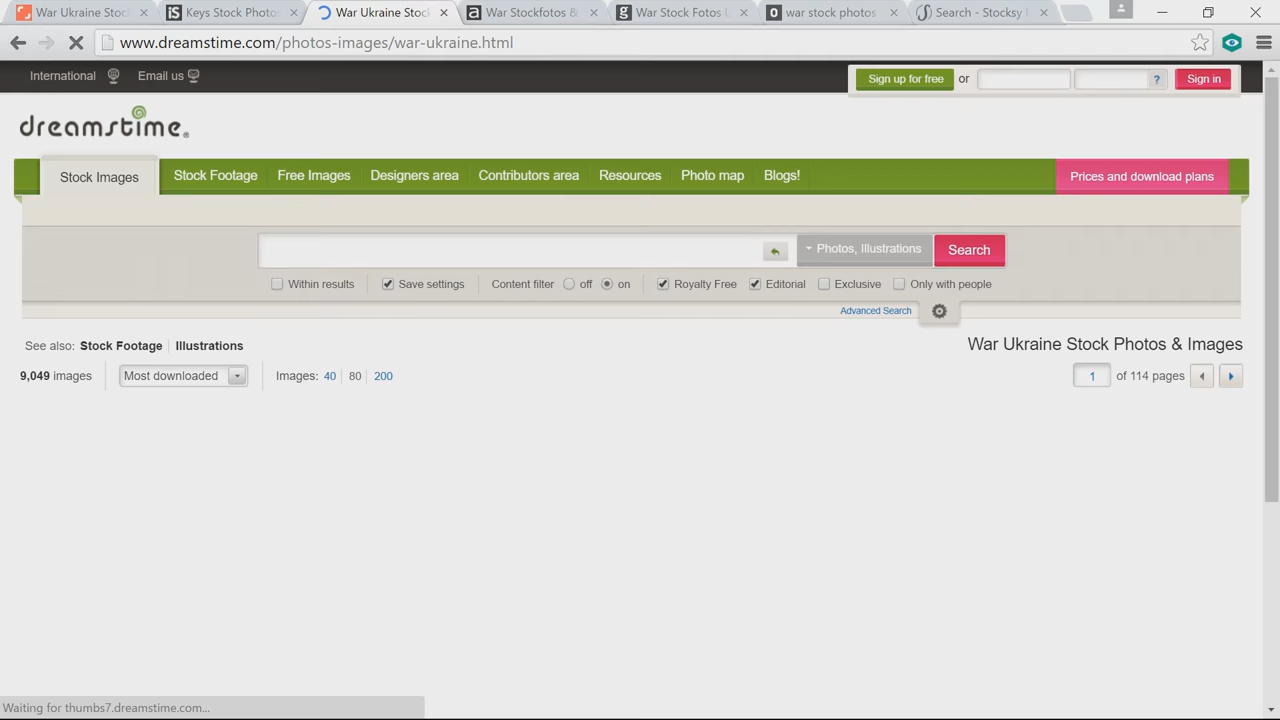 War Ukraine Stoc
Keys Stock Photos
War Ukraine Stock
War Stockfotos &
War Stock Fotos U
war stock photos
Search - Stocksy
www.dreamstime.com/photos-images/war-ukraine.html
International
Email us
Sign up for free or
?
Sign in
dreamstime®
Stock Images
Stock Footage
Free Images
Designers area
Contributors area
Resources
Photo map
Blogs!
Prices and download plans
Photos, Illustrations
Search
Within results
Save settings
Content filter
off
on
Royalty Free
Editorial
Exclusive
Only with people
Advanced Search
See also: Stock Footage Illustrations
War Ukraine Stock Photos & Images
9,049 images
Most downloaded
Images: 40 80 200
1 of 114 pages
Waiting for thumbs7.dreamstime.com...